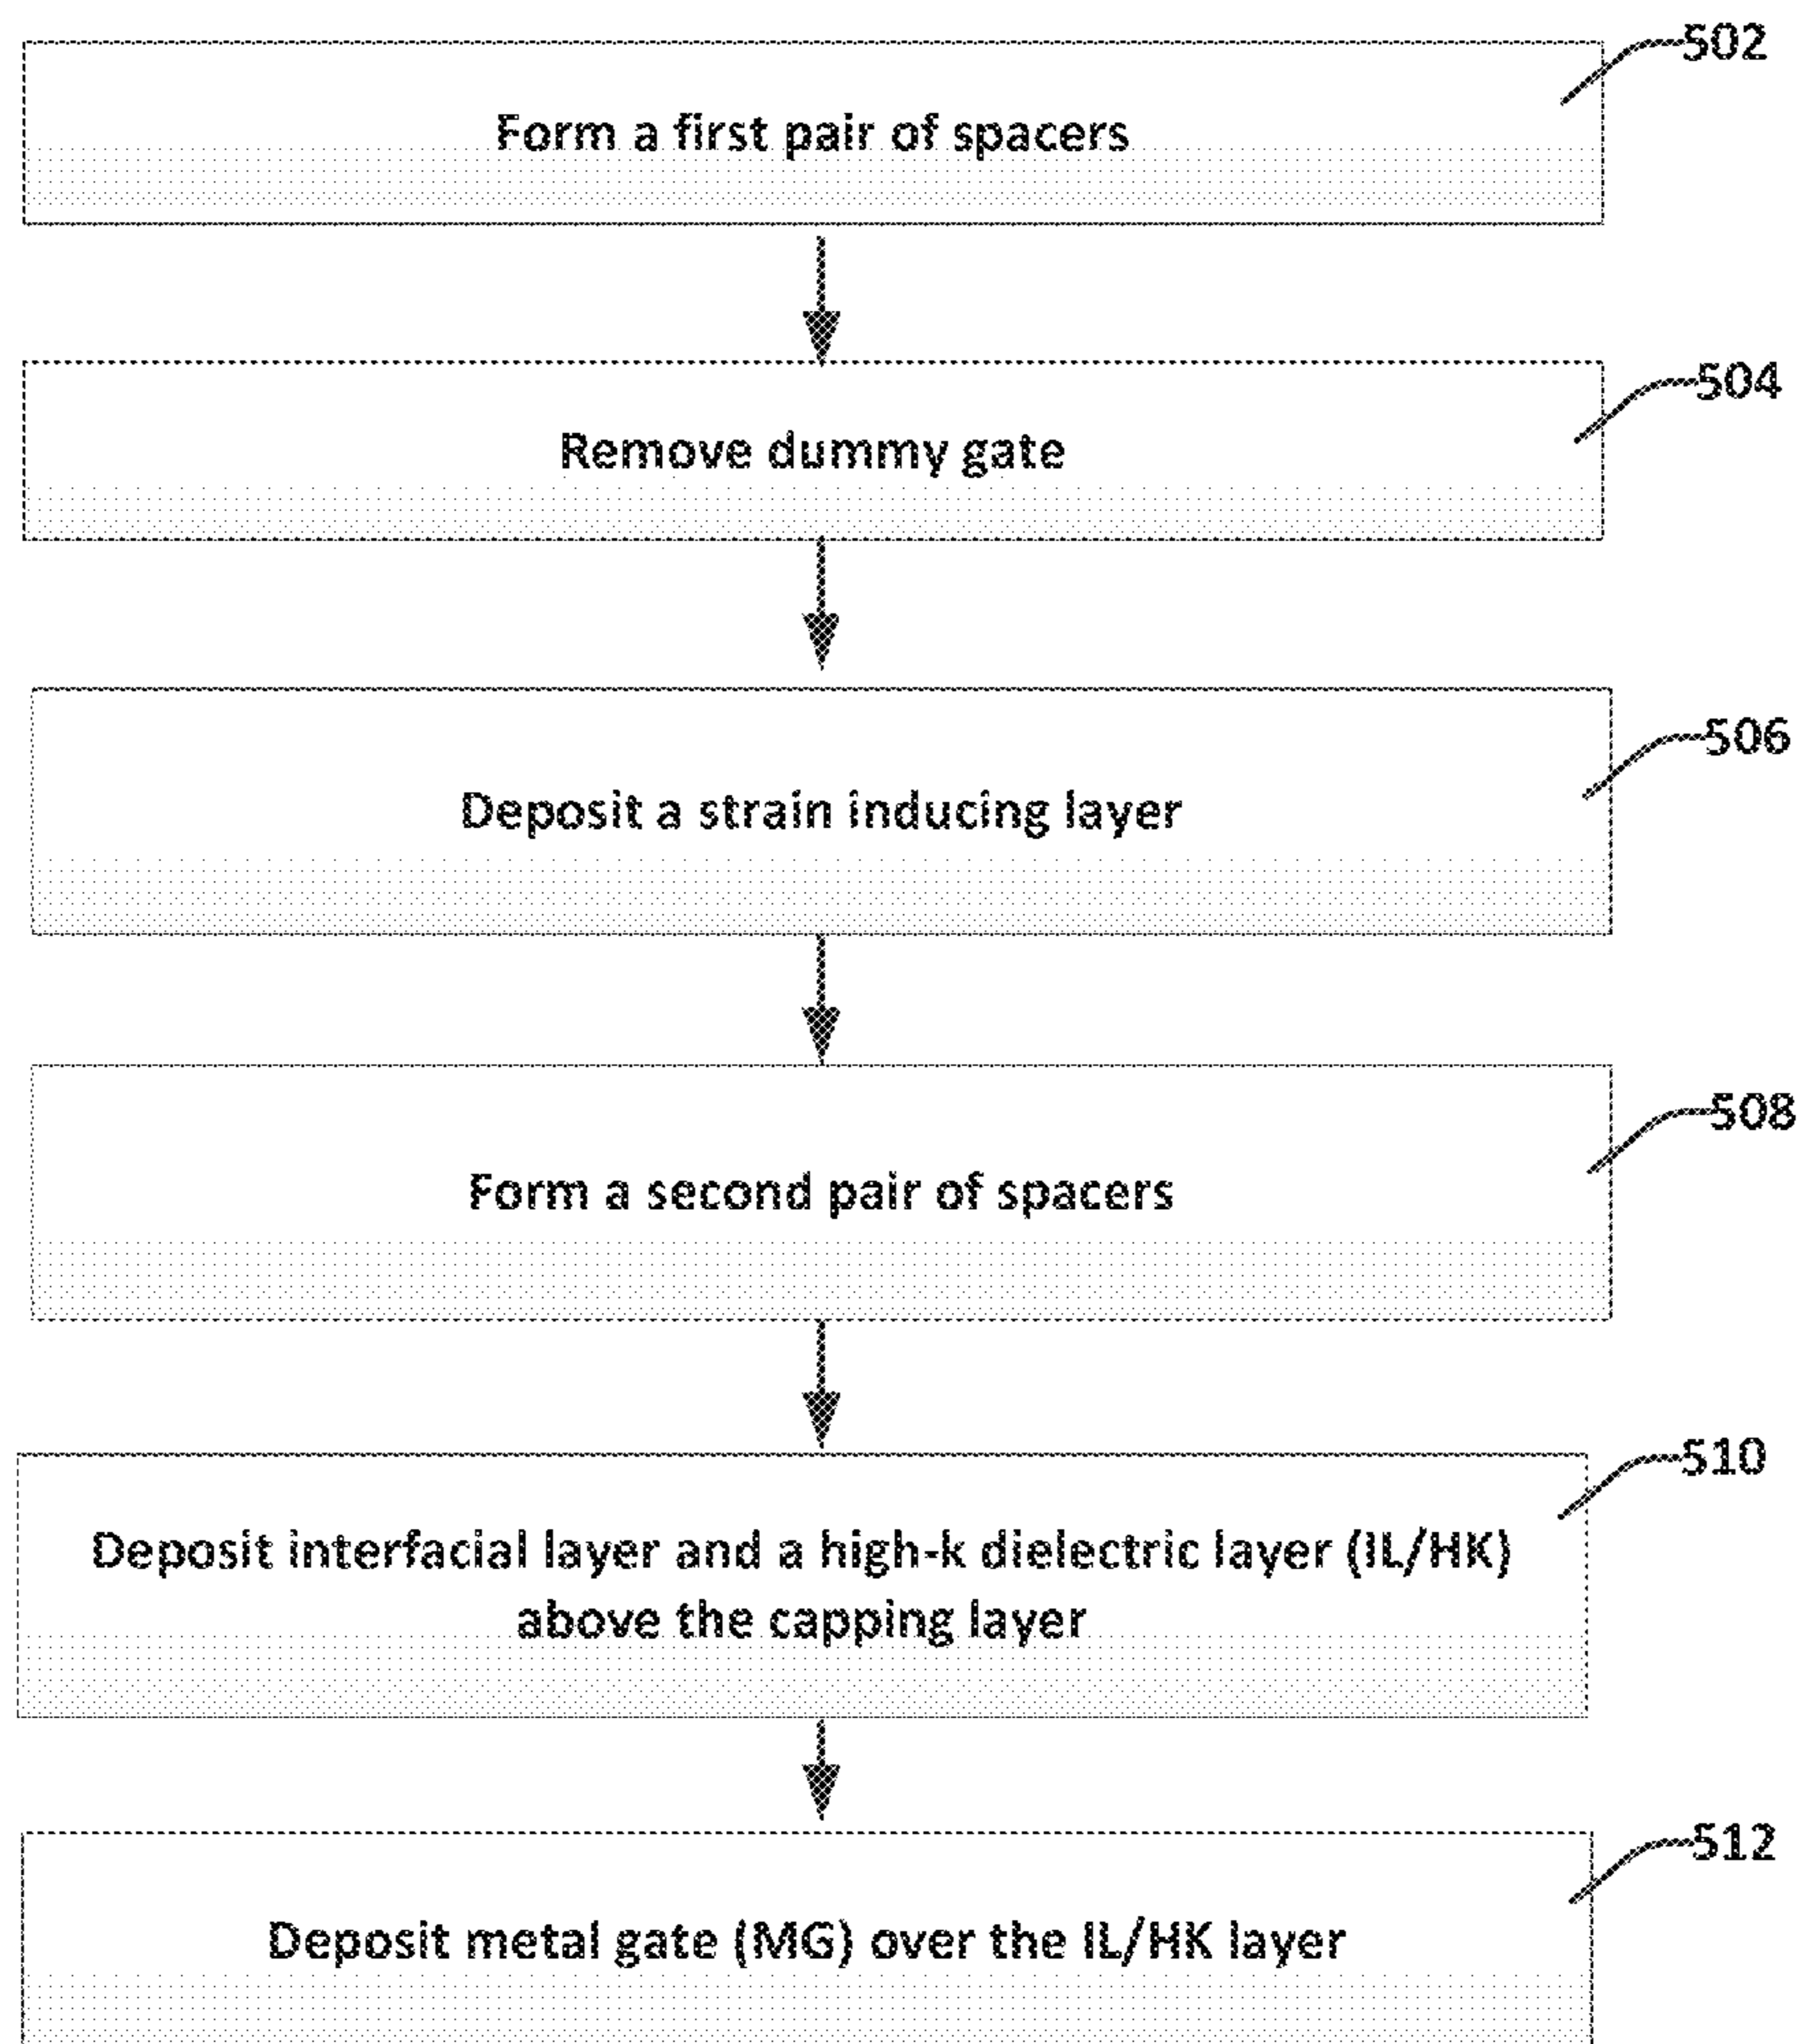 502
Form a first pair of spacers
504
Remove dummy gate
506
Deposit a strain inducing layer
508
Form a second pair of spacers
510
Deposit interfacial layer and a high-k dielectric layer (IL/HK)
above the capping layer
512
Deposit metal gate (MG) over the IL/HK layer